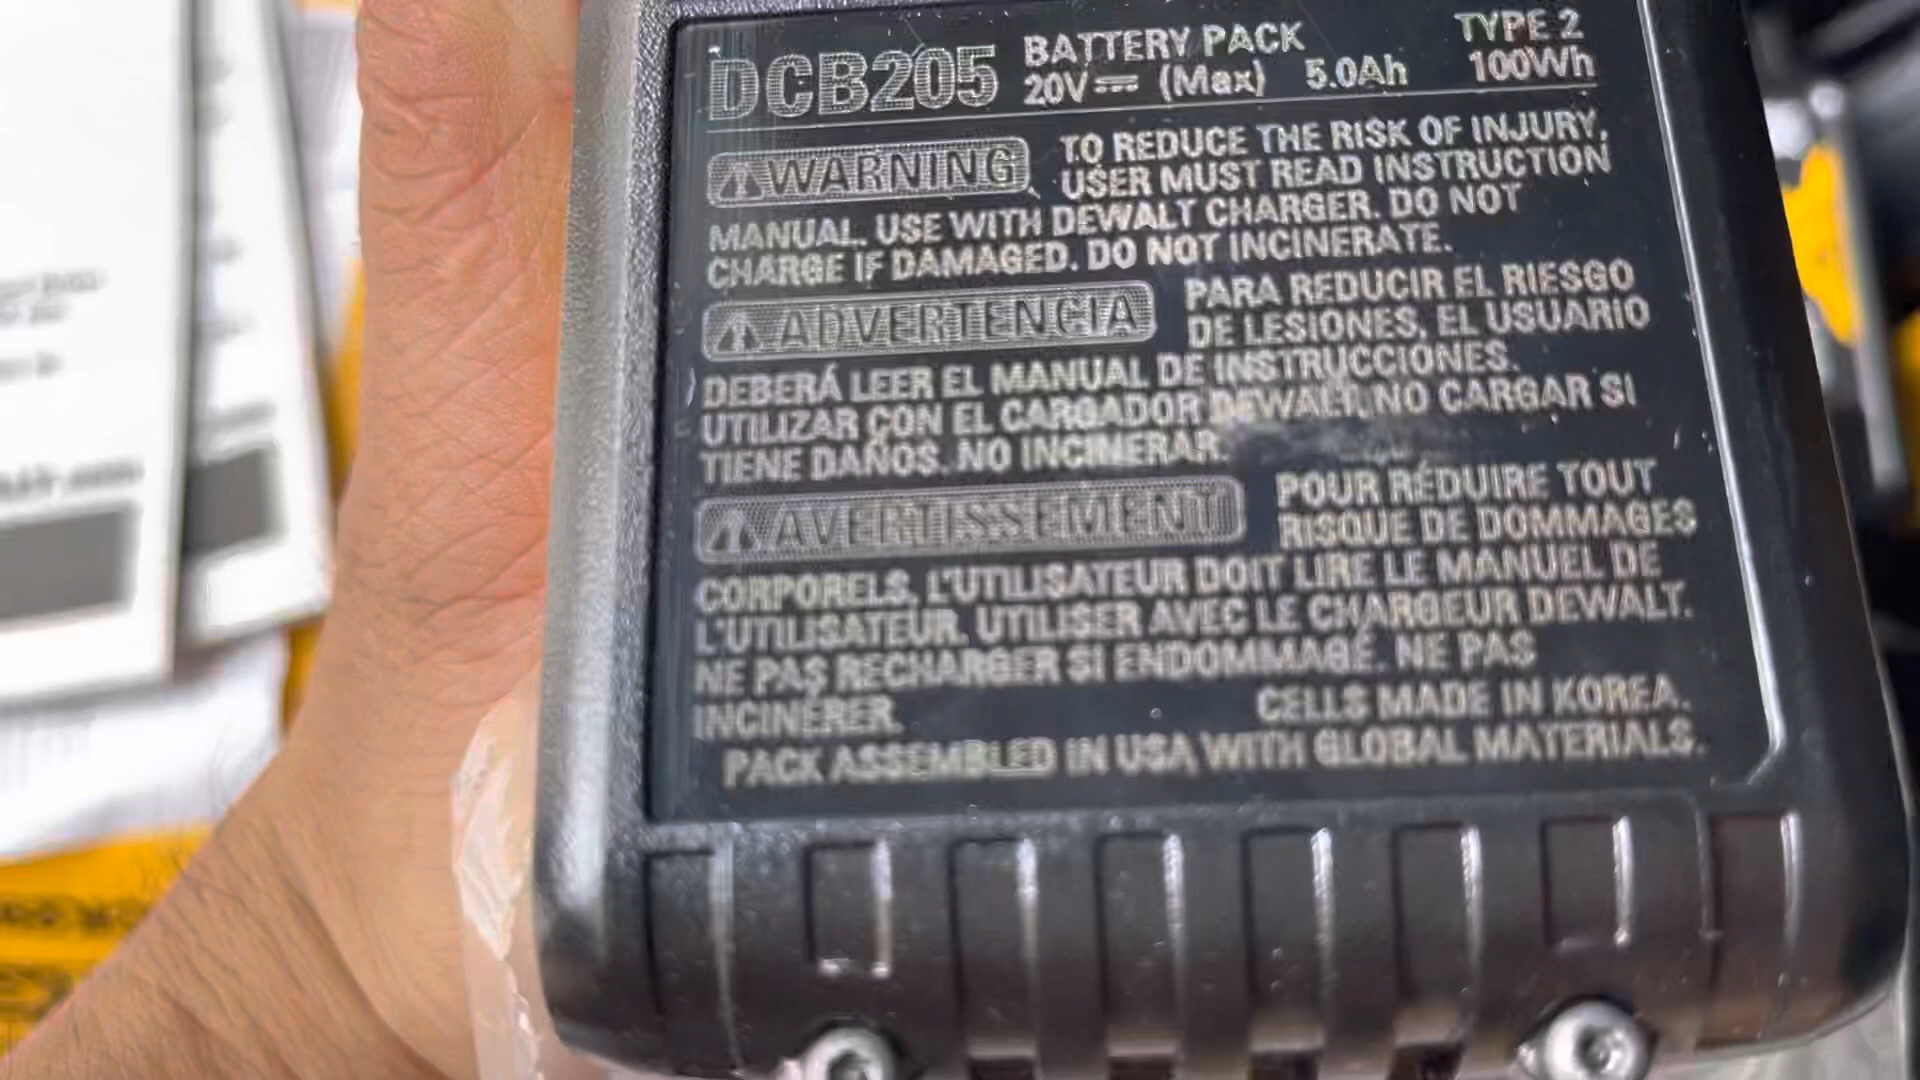 DCB205 BATTERY PACK TYPE 2
20V⎓ (Max) 5.0Ah 100Wh
⚠WARNING TO REDUCE THE RISK OF INJURY,
USER MUST READ INSTRUCTION
MANUAL. USE WITH DEWALT CHARGER. DO NOT
CHARGE IF DAMAGED. DO NOT INCINERATE.
⚠ADVERTENCIA PARA REDUCIR EL RIESGO
DE LESIONES, EL USUARIO
DEBERÁ LEER EL MANUAL DE INSTRUCCIONES.
UTILIZAR CON EL CARGADOR DEWALT. NO CARGAR SI
TIENE DAÑOS. NO INCINERAR.
⚠AVERTISSEMENT POUR RÉDUIRE TOUT
RISQUE DE DOMMAGES
CORPORELS, L'UTILISATEUR DOIT LIRE LE MANUEL DE
L'UTILISATEUR. UTILISER AVEC LE CHARGEUR DEWALT.
NE PAS RECHARGER SI ENDOMMAGÉ. NE PAS
INCINÉRER.
CELLS MADE IN KOREA.
PACK ASSEMBLED IN USA WITH GLOBAL MATERIALS.